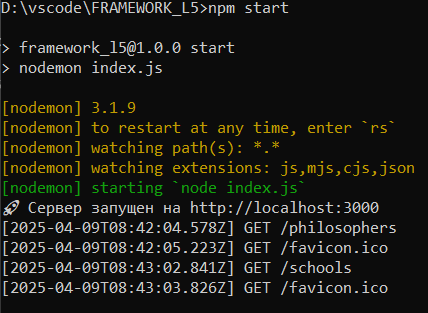 D:\vscode\FRAMEWORK_L5>npm start
> framework_l5@1.0.0 start
> nodemon index.js
[nodemon] 3.1.9
[nodemon] to restart at any time, enter `rs`
[nodemon] watching path(s): *.*
[nodemon] watching extensions: js,mjs,cjs,json
[nodemon] starting `node index.js`
🚀 Сервер запущен на http://localhost:3000
[2025-04-09T08:42:04.578Z] GET /philosophers
[2025-04-09T08:42:05.223Z] GET /favicon.ico
[2025-04-09T08:43:02.841Z] GET /schools
[2025-04-09T08:43:03.826Z] GET /favicon.ico